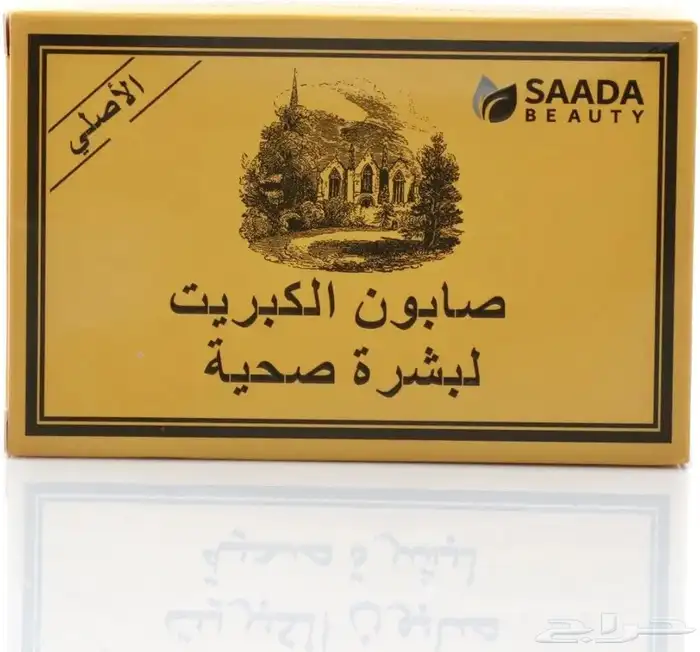 الأصلي
SAADA
BEAUTY
صابون الكبريت
لبشرة صحية
حراج